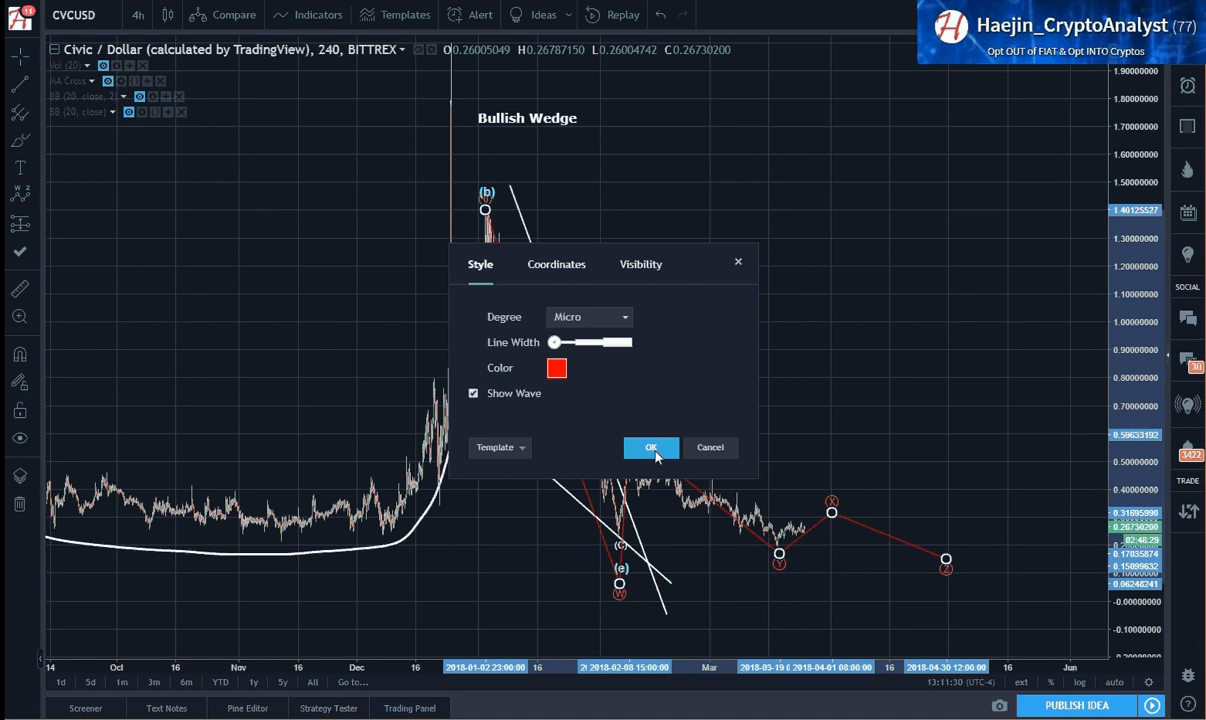 11
CVCUSD
4h
Compare
Indicators
Templates
Alert
Ideas
Replay
Haejin_CryptoAnalyst (77)
Opt OUT of FIAT & Opt INTO Cryptos
Civic / Dollar (calculated by TradingView), 240, BITTREX
O0.26005049 H0.26787150 L0.26004742 C0.26730200
Vol (20)
MA Cross
BB (20, close, 2)
BB (20, close)
Bullish Wedge
(b)
Style
Coordinates
Visibility
Degree
Micro
Line Width
Color
Show Wave
Template
OK
Cancel
(C)
(e)
W
Y
X
Z
1.90000000
1.80000000
1.70000000
1.60000000
1.50000000
1.40125527
1.30000000
1.20000000
1.10000000
1.00000000
0.90000000
0.80000000
0.70000000
0.59633192
0.50000000
0.40000000
0.31695990
0.26730200
02:48:29
0.17035874
0.15099632
0.06248241
-0.00000000
-0.10000000
SOCIAL
30
3422
TRADE
14
Oct
16
Nov
16
Dec
16
2018-01-02 23:00:00
16
2018-02-08 15:00:00
Mar
2018-03-19
2018-04-01 08:00:00
16
2018-04-30 12:00:00
16
Jun
1d
5d
1m
3m
6m
YTD
1y
5y
All
Go to...
13:11:30 (UTC-4)
ext
%
log
auto
Screener
Text Notes
Pine Editor
Strategy Tester
Trading Panel
PUBLISH IDEA